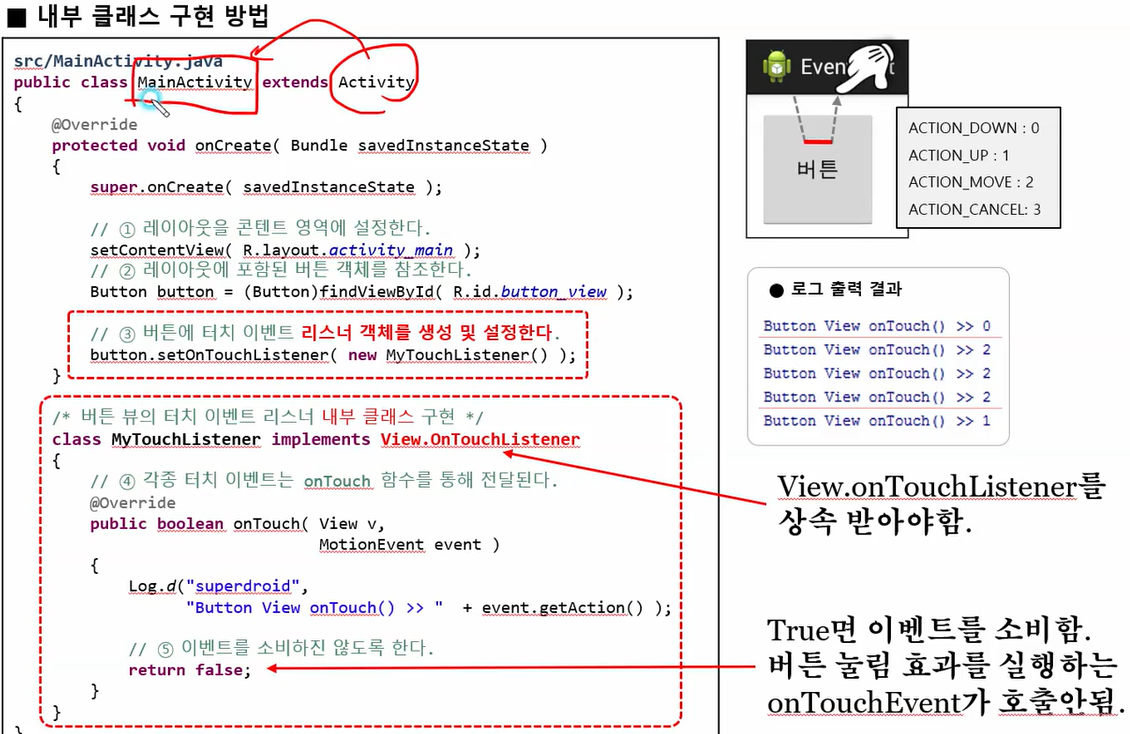 ■ 내부 클래스 구현 방법
src/MainActivity.java
public class MainActivity extends Activity
{
@Override
protected void onCreate( Bundle savedInstanceState )
{
super.onCreate( savedInstanceState );
// ① 레이아웃을 콘텐트 영역에 설정한다.
setContentView( R.layout.activity_main );
// ② 레이아웃에 포함된 버튼 객체를 참조한다.
Button button = (Button)findViewById( R.id.button_view );
// ③ 버튼에 터치 이벤트 리스너 객체를 생성 및 설정한다.
button.setOnTouchListener( new MyTouchListener() );
}
/* 버튼 뷰의 터치 이벤트 리스너 내부 클래스 구현 */
class MyTouchListener implements View.OnTouchListener
{
// ④ 각종 터치 이벤트는 onTouch 함수를 통해 전달된다.
@Override
public boolean onTouch( View v,
MotionEvent event )
{
Log.d("superdroid",
"Button View onTouch() >> " + event.getAction() );
// ⑤ 이벤트를 소비하진 않도록 한다.
return false;
}
}
버튼
ACTION_DOWN : 0
ACTION_UP : 1
ACTION_MOVE : 2
ACTION_CANCEL: 3
● 로그 출력 결과
Button View onTouch() >> 0
Button View onTouch() >> 2
Button View onTouch() >> 2
Button View onTouch() >> 2
Button View onTouch() >> 1
View.onTouchListener를
상속 받아야함.
True면 이벤트를 소비함.
버튼 눌림 효과를 실행하는
onTouchEvent가 호출안됨.